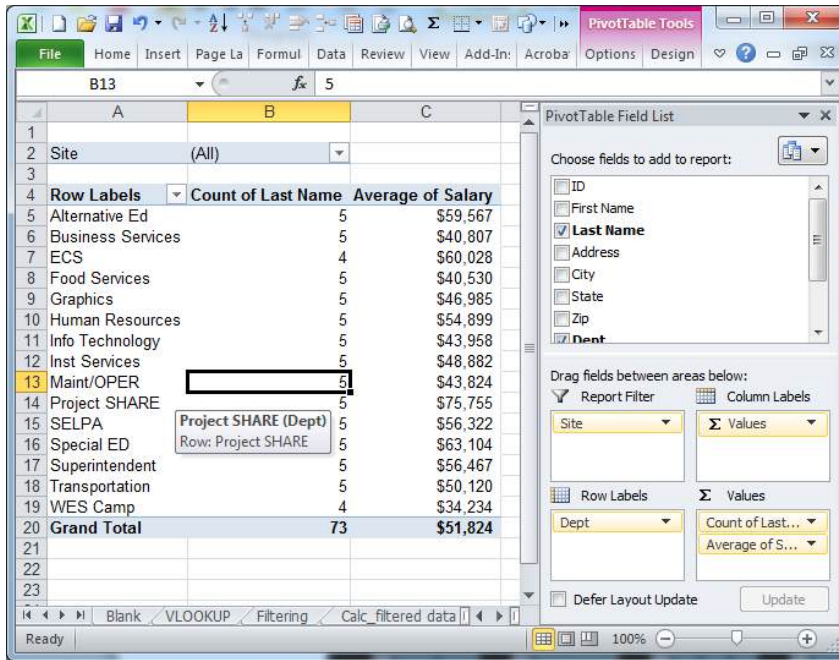 PivotTable Tools
File Home Insert Page La Formul Data Review View Add-In: Acroba Options Design
B13 fx 5
A B C
1
2 Site (All)
3
4 Row Labels Count of Last Name Average of Salary
5 Alternative Ed 5 $59,567
6 Business Services 5 $40,807
7 ECS 4 $60,028
8 Food Services 5 $40,530
9 Graphics 5 $46,985
10 Human Resources 5 $54,899
11 Info Technology 5 $43,958
12 Inst Services 5 $48,882
13 Maint/OPER 5 $43,824
14 Project SHARE 5 $75,755
15 SELPA 5 $56,322
16 Special ED 5 $63,104
17 Superintendent 5 $56,467
18 Transportation 5 $50,120
19 WES Camp 4 $34,234
20 Grand Total 73 $51,824
21
22
23
Project SHARE (Dept)
Row: Project SHARE
Blank VLOOKUP Filtering Calc_filtered data
Ready 100%
PivotTable Field List
Choose fields to add to report:
ID
First Name
Last Name
Address
City
State
Zip
Dept
Drag fields between areas below:
Report Filter Column Labels
Site Σ Values
Row Labels Σ Values
Dept Count of Last...
Average of S...
Defer Layout Update Update